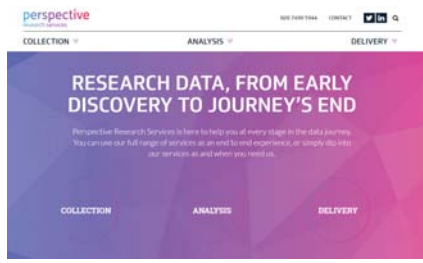 perspective
research services
020 7490 5944 CONTACT
COLLECTION ANALYSIS DELIVERY
RESEARCH DATA, FROM EARLY
DISCOVERY TO JOURNEY'S END
Perspective Research Services is here to help you at every stage in the data journey.
You can use our full range of services as an end to end experience, or simply dip into
our services as and when you need us.
COLLECTION ANALYSIS DELIVERY